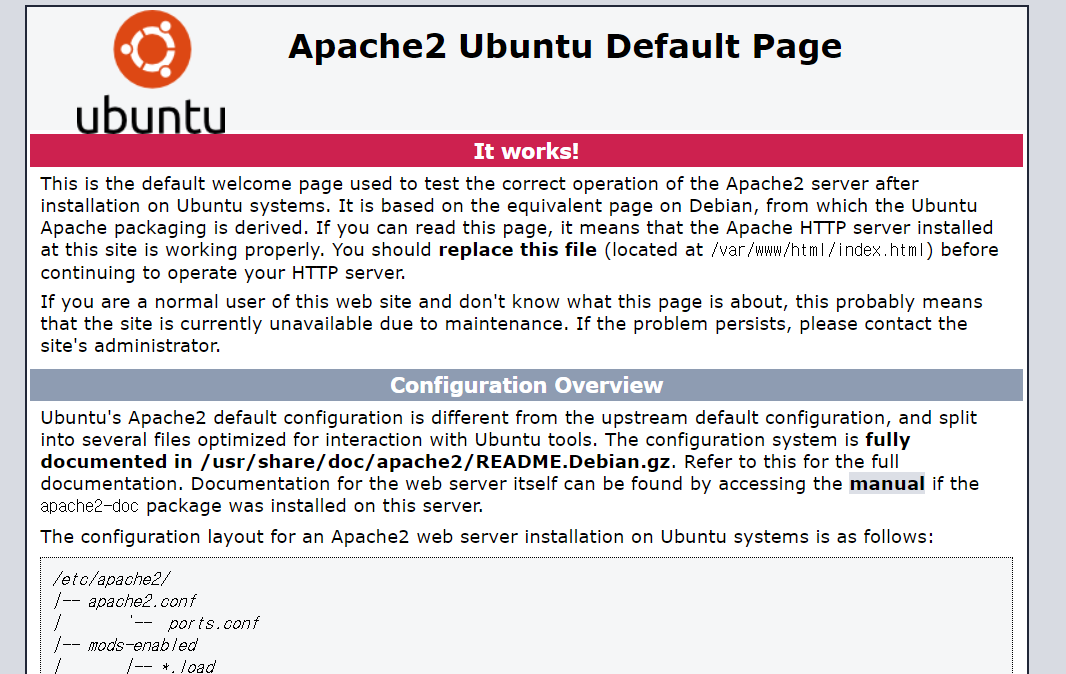 ubuntu
Apache2 Ubuntu Default Page
It works!
This is the default welcome page used to test the correct operation of the Apache2 server after
installation on Ubuntu systems. It is based on the equivalent page on Debian, from which the Ubuntu
Apache packaging is derived. If you can read this page, it means that the Apache HTTP server installed
at this site is working properly. You should replace this file (located at /var/www/html/index.html) before
continuing to operate your HTTP server.
If you are a normal user of this web site and don't know what this page is about, this probably means
that the site is currently unavailable due to maintenance. If the problem persists, please contact the
site's administrator.
Configuration Overview
Ubuntu's Apache2 default configuration is different from the upstream default configuration, and split
into several files optimized for interaction with Ubuntu tools. The configuration system is fully
documented in /usr/share/doc/apache2/README.Debian.gz. Refer to this for the full
documentation. Documentation for the web server itself can be found by accessing the manual if the
apache2-doc package was installed on this server.
The configuration layout for an Apache2 web server installation on Ubuntu systems is as follows:
/etc/apache2/
|-- apache2.conf
|       `--  ports.conf
|-- mods-enabled
|       |-- *.load